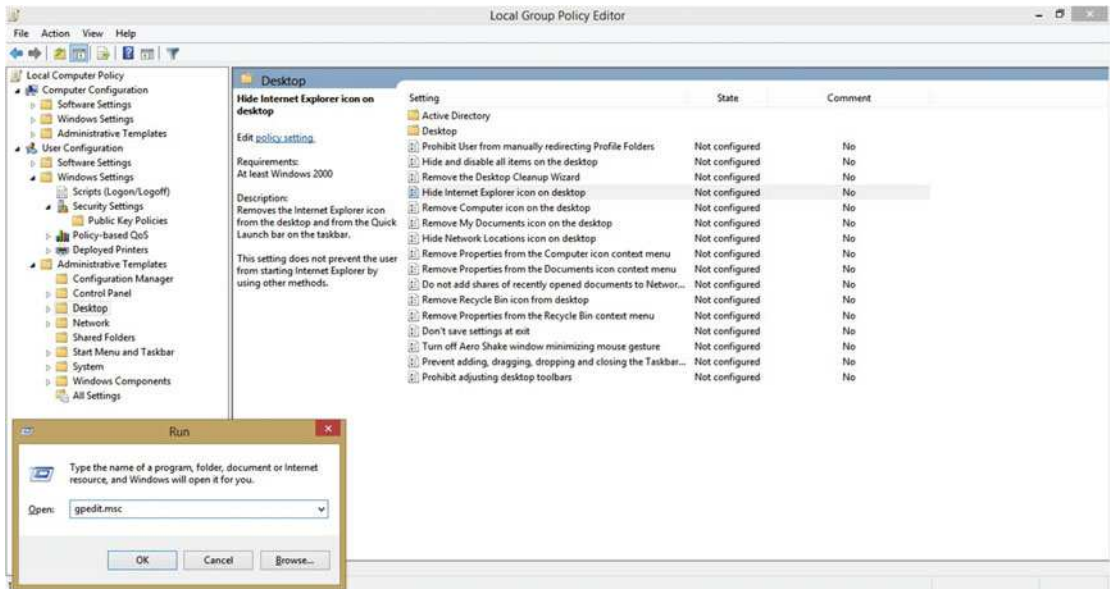 Local Group Policy Editor
File Action View Help
Local Computer Policy
Computer Configuration
Software Settings
Windows Settings
Administrative Templates
User Configuration
Software Settings
Windows Settings
Scripts (Logon/Logoff)
Security Settings
Public Key Policies
Policy-based QoS
Deployed Printers
Administrative Templates
Configuration Manager
Control Panel
Desktop
Network
Shared Folders
Start Menu and Taskbar
System
Windows Components
All Settings
Desktop
Hide Internet Explorer icon on
desktop
Edit policy setting
Requirements:
At least Windows 2000
Description:
Removes the Internet Explorer icon
from the desktop and from the Quick
Launch bar on the taskbar.
This setting does not prevent the user
from starting Internet Explorer by
using other methods.
Setting State Comment
Active Directory
Desktop
Prohibit User from manually redirecting Profile Folders Not configured No
Hide and disable all items on the desktop Not configured No
Remove the Desktop Cleanup Wizard Not configured No
Hide Internet Explorer icon on desktop Not configured No
Remove Computer icon on the desktop Not configured No
Remove My Documents icon on the desktop Not configured No
Hide Network Locations icon on desktop Not configured No
Remove Properties from the Computer icon context menu Not configured No
Remove Properties from the Documents icon context menu Not configured No
Do not add shares of recently opened documents to Networ... Not configured No
Remove Recycle Bin icon from desktop Not configured No
Remove Properties from the Recycle Bin context menu Not configured No
Don't save settings at exit Not configured No
Turn off Aero Shake window minimizing mouse gesture Not configured No
Prevent adding, dragging, dropping and closing the Taskbar... Not configured No
Prohibit adjusting desktop toolbars Not configured No
Run
Type the name of a program, folder, document or Internet
resource, and Windows will open it for you.
Open: gpedit.msc
OK Cancel Browse...